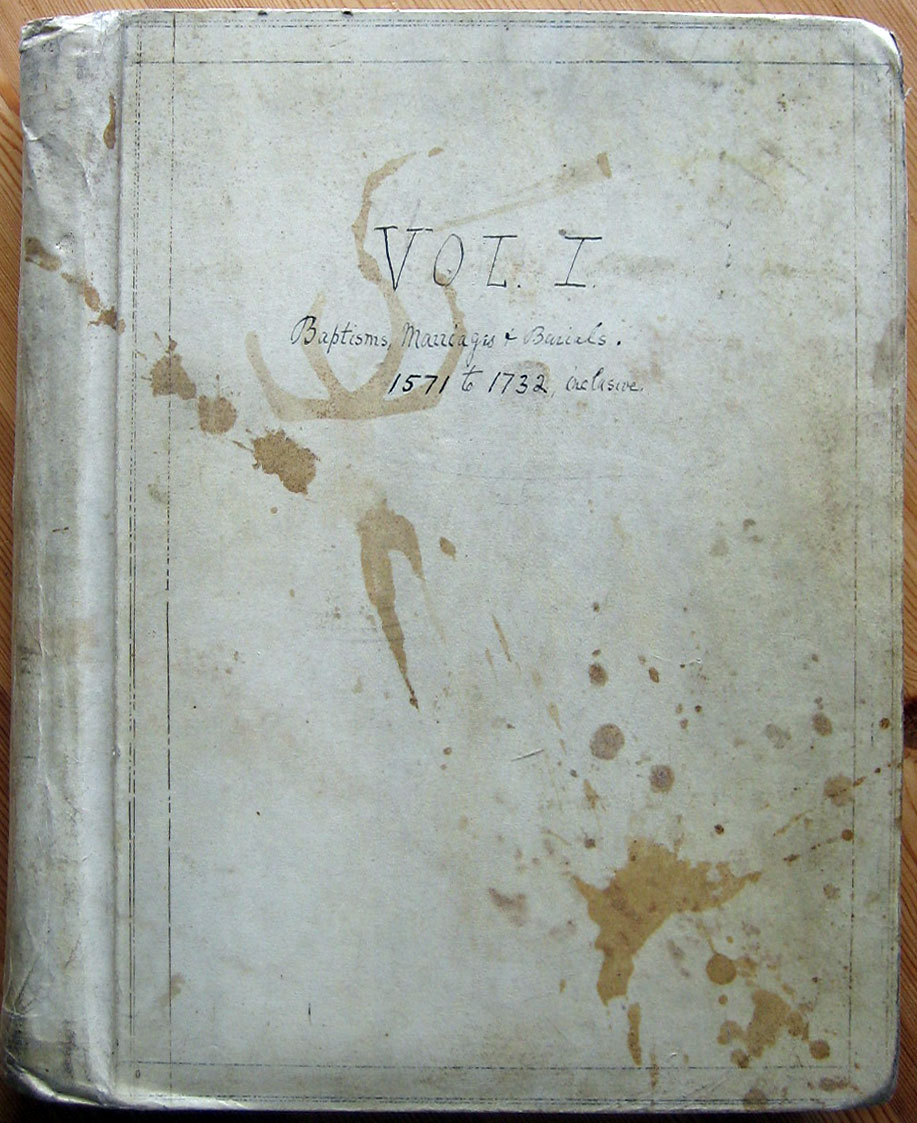 VOL. I.
Baptisms, Marriages & Burials.
1571 to 1732, inclusive.